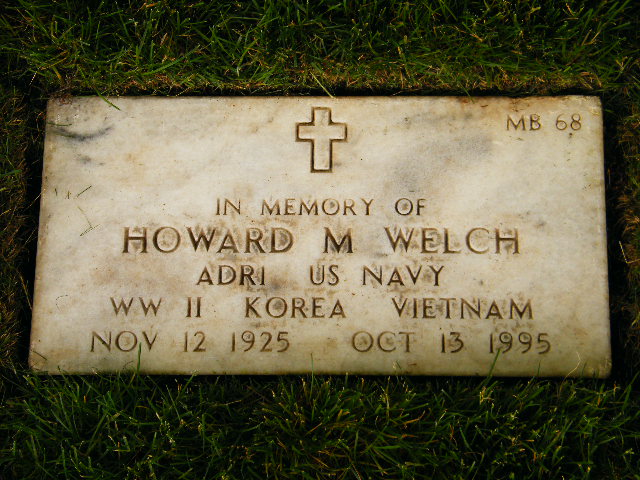 MB 68
IN MEMORY OF
HOWARD M WELCH
ADR1 US NAVY
WW II KOREA VIETNAM
NOV 12 1925 OCT 13 1995